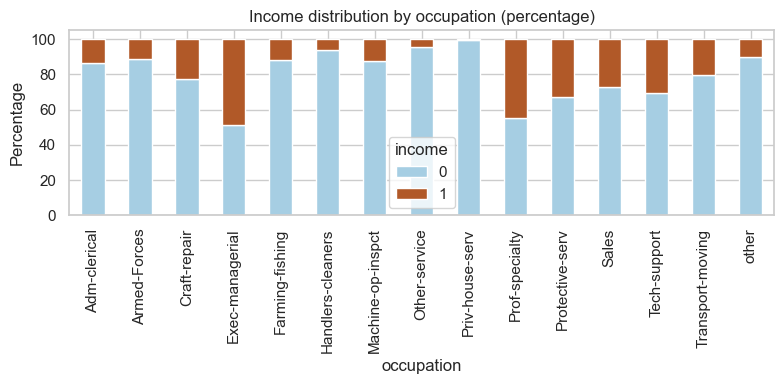 Income distribution by occupation (percentage)
Percentage
100
80
60
40
20
0
income
0
1
Adm-clerical
Armed-Forces
Craft-repair
Exec-managerial
Farming-fishing
Handlers-cleaners
Machine-op-inspct
Other-service
Priv-house-serv
Prof-specialty
Protective-serv
Sales
Tech-support
Transport-moving
other
occupation